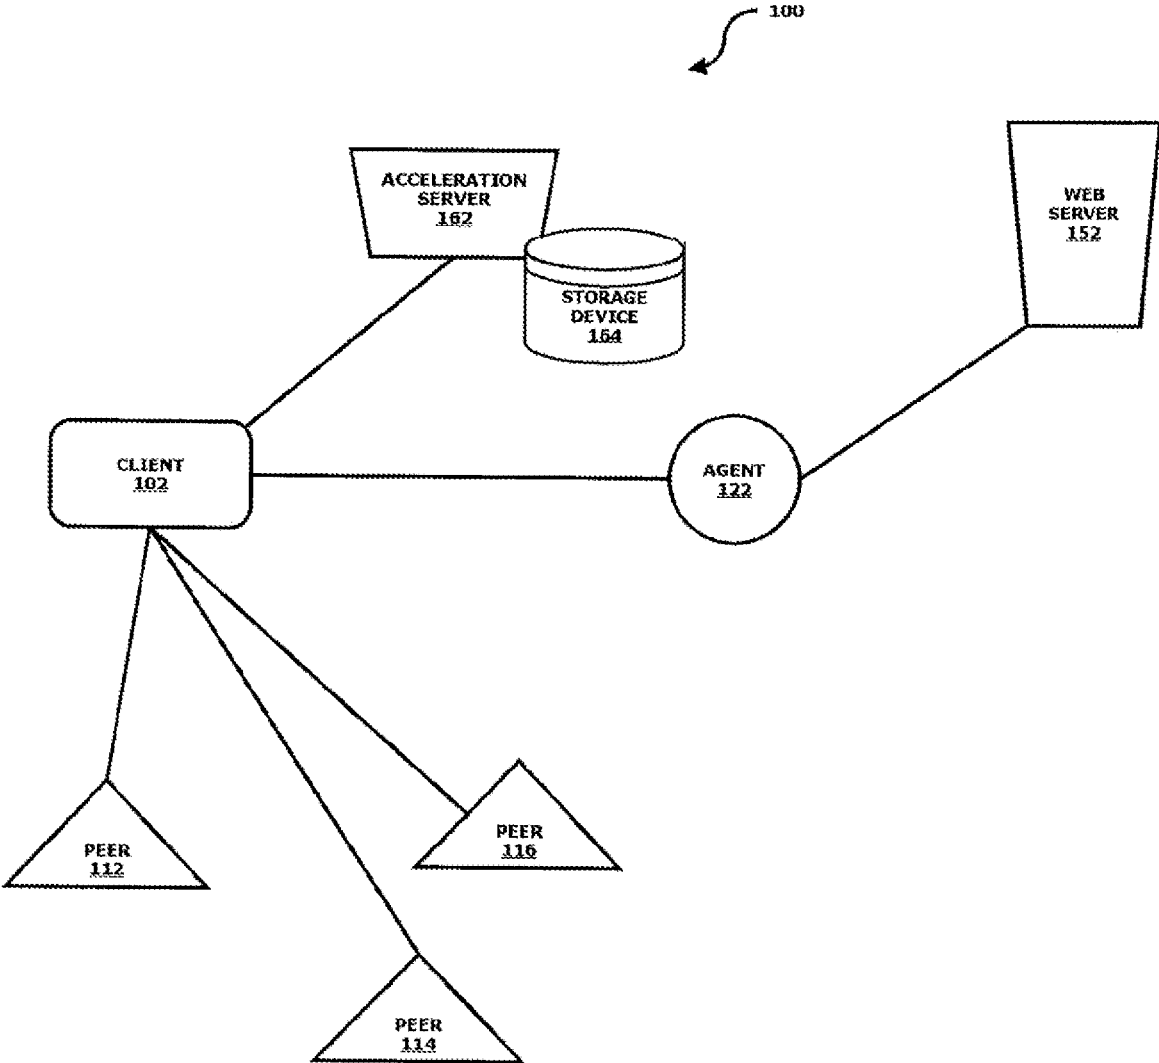 100
ACCELERATION
SERVER
162
WEB
SERVER
152
STORAGE
DEVICE
164
CLIENT
102
AGENT
122
PEER
116
PEER
112
PEER
114